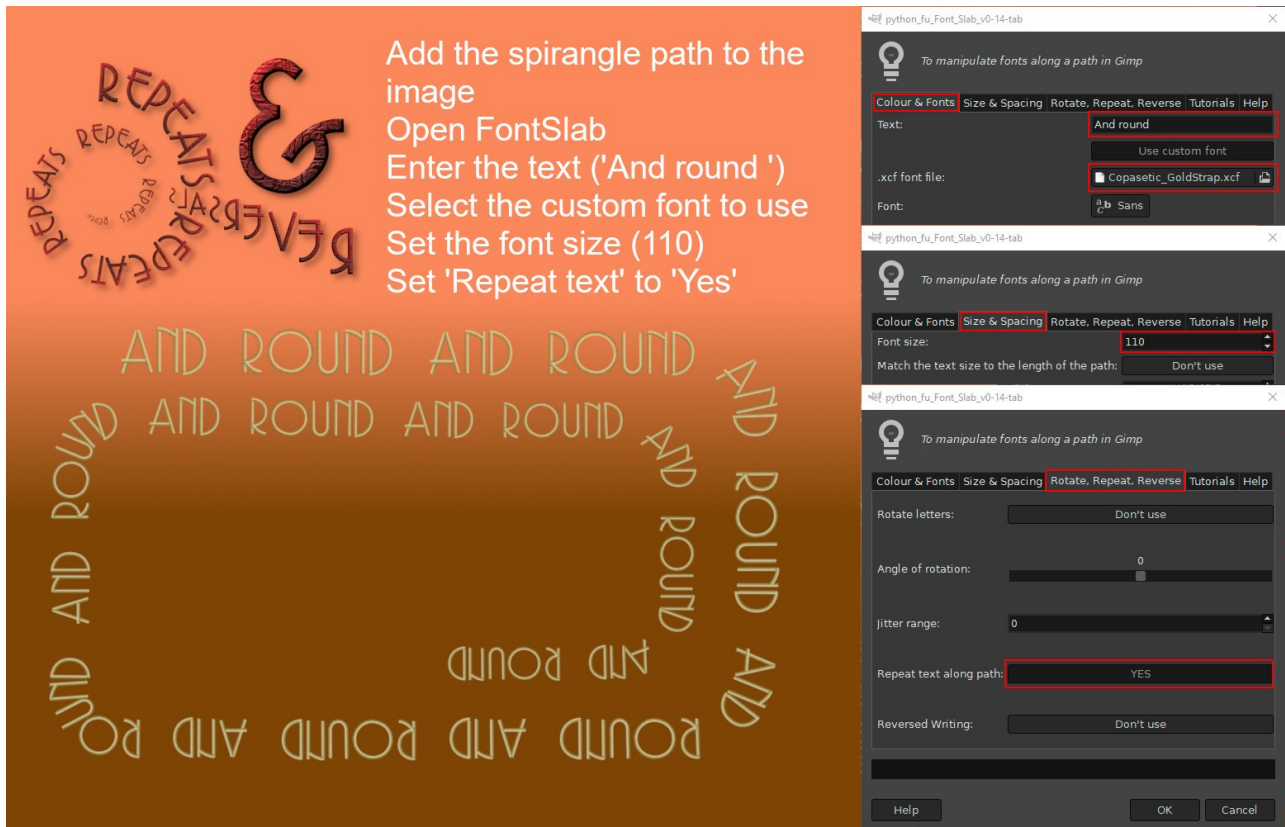 REPEATS REPEATS
REPEATS REPEATS REPEATS REPEATS REPEATS
&
REVERSALS
Add the spirangle path to the
image
Open FontSlab
Enter the text ('And round ')
Select the custom font to use
Set the font size (110)
Set 'Repeat text' to 'Yes'
AND ROUND AND ROUND AND ROUND AND ROUND AND ROUND AND ROUND AND ROUND AND ROUND
AND ROUND AND ROUND AND ROUND AND ROUND
python_fu_Font_Slab_v0-14-tab
To manipulate fonts along a path in Gimp
Colour & Fonts Size & Spacing Rotate, Repeat, Reverse Tutorials Help
Text: And round
Use custom font
.xcf font file: Copasetic_GoldStrap.xcf
Font: Sans
python_fu_Font_Slab_v0-14-tab
To manipulate fonts along a path in Gimp
Colour & Fonts Size & Spacing Rotate, Repeat, Reverse Tutorials Help
Font size: 110
Match the text size to the length of the path: Don't use
python_fu_Font_Slab_v0-14-tab
To manipulate fonts along a path in Gimp
Colour & Fonts Size & Spacing Rotate, Repeat, Reverse Tutorials Help
Rotate letters: Don't use
0
Angle of rotation:
Jitter range: 0
Repeat text along path: YES
Reversed Writing: Don't use
Help OK Cancel